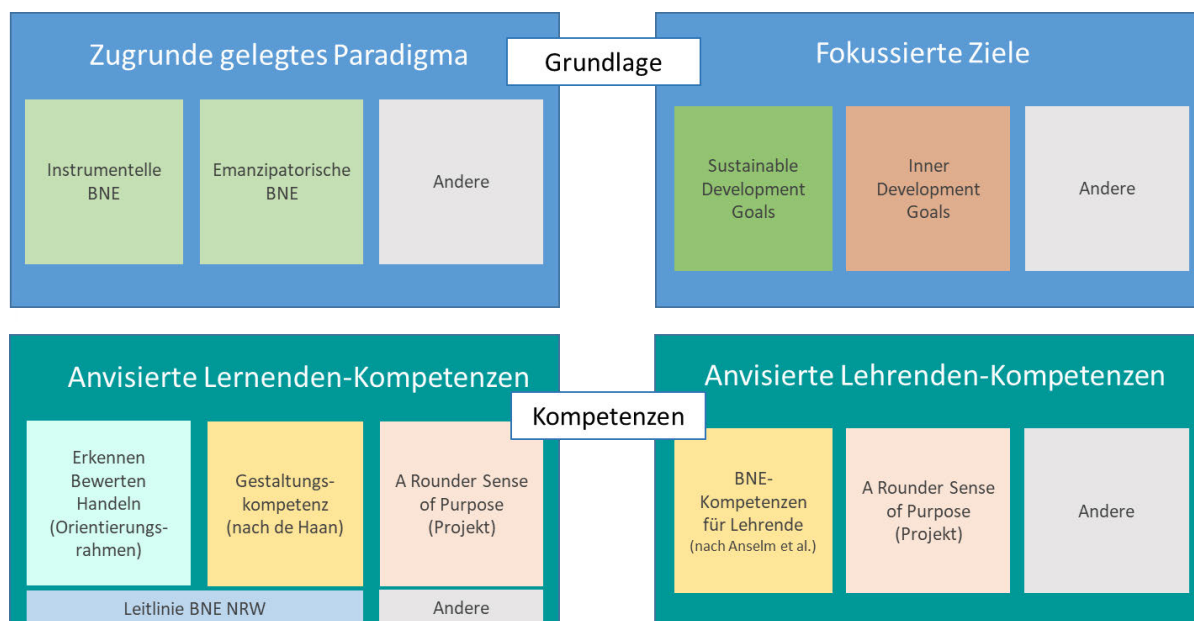 Zugrunde gelegtes Paradigma
Grundlage
Fokussierte Ziele
Instrumentelle
BNE
Emanzipatorische
BNE
Andere
Sustainable
Development
Goals
Inner
Development
Goals
Andere
Anvisierte Lernenden-Kompetenzen
Kompetenzen
Anvisierte Lehrenden-Kompetenzen
Erkennen
Bewerten
Handeln
(Orientierungs-
rahmen)
Gestaltungs-
kompetenz
(nach de Haan)
A Rounder Sense
of Purpose
(Projekt)
Leitlinie BNE NRW
Andere
BNE-
Kompetenzen
für Lehrende
(nach Anselm et al.)
A Rounder Sense
of Purpose
(Projekt)
Andere